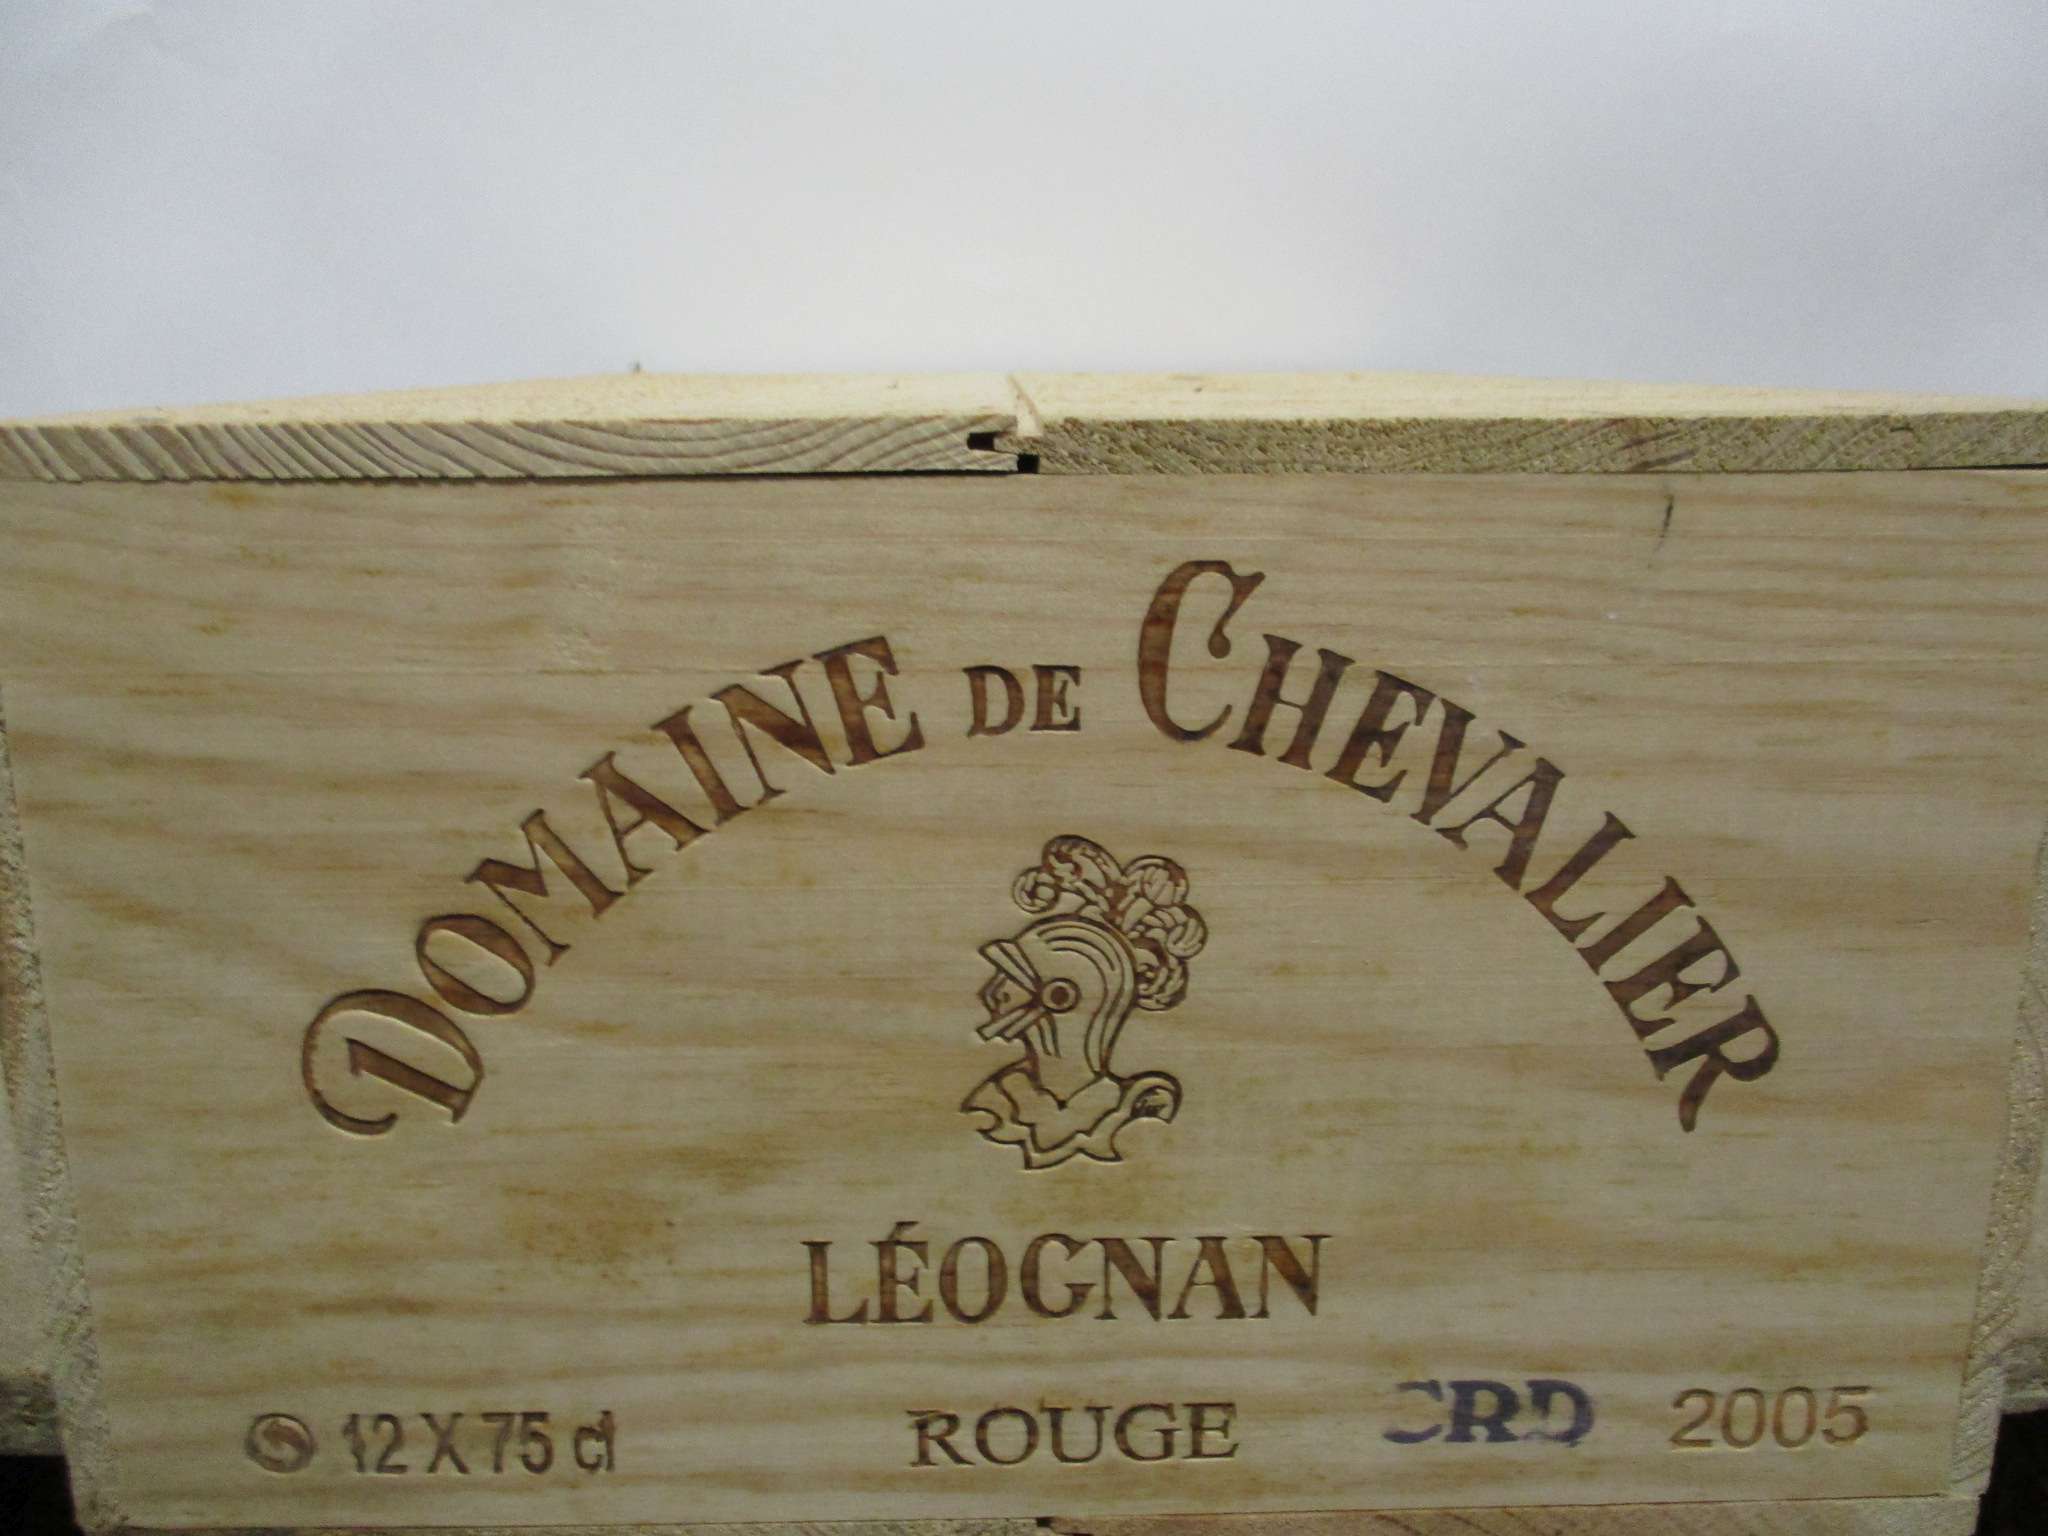 DOMAINE DE CHEVALIER
LÉOGNAN
12 X 75 cl ROUGE CRD 2005